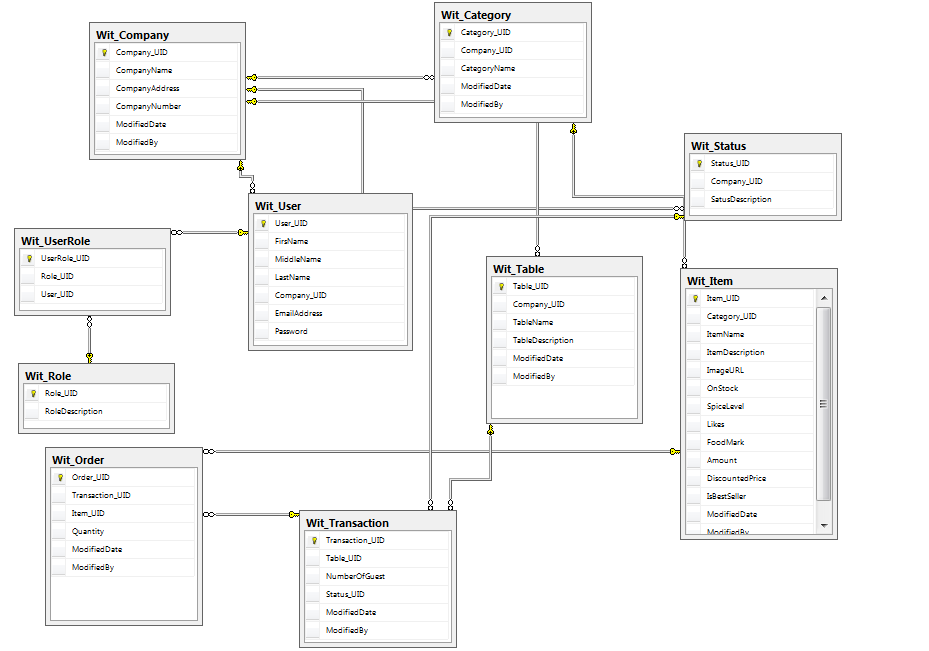 Wit_Company
Company_UID
CompanyName
CompanyAddress
CompanyNumber
ModifiedDate
ModifiedBy
Wit_Category
Category_UID
Company_UID
CategoryName
ModifiedDate
ModifiedBy
Wit_Status
Status_UID
Company_UID
SatusDescription
Wit_User
User_UID
FirsName
MiddleName
LastName
Company_UID
EmailAddress
Password
Wit_UserRole
UserRole_UID
Role_UID
User_UID
Wit_Table
Table_UID
Company_UID
TableName
TableDescription
ModifiedDate
ModifiedBy
Wit_Item
Item_UID
Category_UID
ItemName
ItemDescription
ImageURL
OnStock
SpiceLevel
Likes
FoodMark
Amount
DiscountedPrice
IsBestSeller
ModifiedDate
ModifiedBy
Wit_Role
Role_UID
RoleDescription
Wit_Order
Order_UID
Transaction_UID
Item_UID
Quantity
ModifiedDate
ModifiedBy
Wit_Transaction
Transaction_UID
Table_UID
NumberOfGuest
Status_UID
ModifiedDate
ModifiedBy